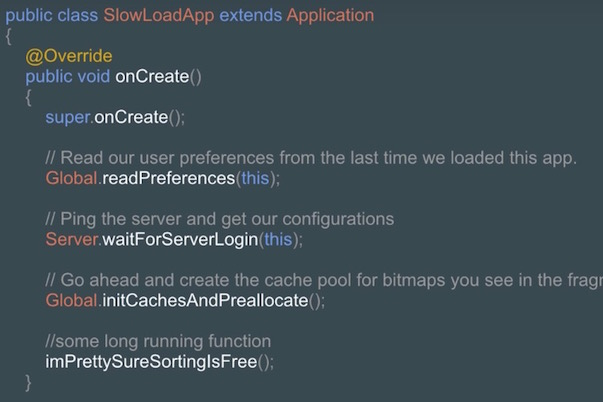 public class SlowLoadApp extends Application
{
@Override
public void onCreate()
{
super.onCreate();
// Read our user preferences from the last time we loaded this app.
Global.readPreferences(this);
// Ping the server and get our configurations
Server.waitForServerLogin(this);
// Go ahead and create the cache pool for bitmaps you see in the
Global.initCachesAndPreallocate();
//some long running function
imPrettySureSortingIsFree();
}